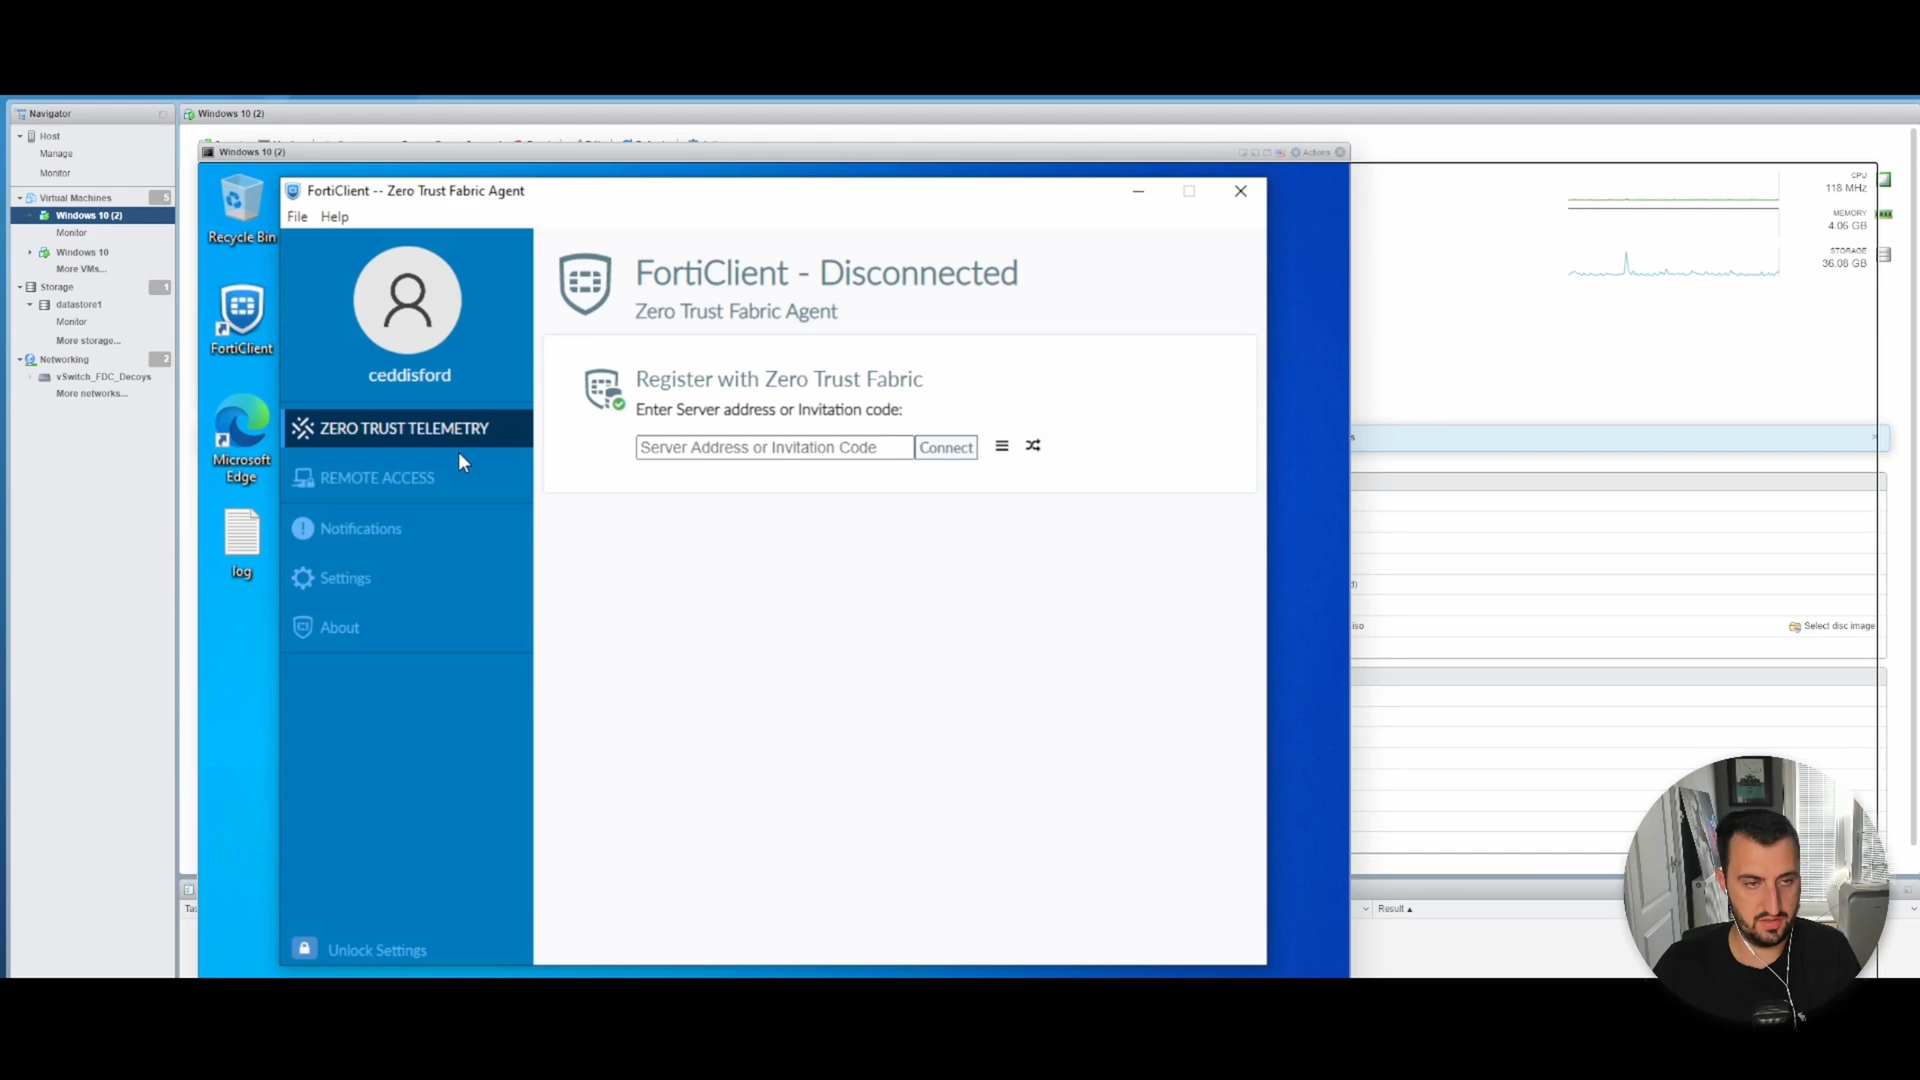 Navigator
Windows 10 (2)
Host
Manage
Monitor
Virtual Machines 5
Windows 10 (2)
Monitor
Windows 10
More VMs...
Storage 1
datastore1
Monitor
More storage...
Networking 2
vSwitch_FDC_Decoys
More networks...
Windows 10 (2)
Actions
Recycle Bin
FortiClient
Microsoft
Edge
log
FortiClient -- Zero Trust Fabric Agent
File Help
ceddisford
ZERO TRUST TELEMETRY
REMOTE ACCESS
Notifications
Settings
About
Unlock Settings
FortiClient - Disconnected
Zero Trust Fabric Agent
Register with Zero Trust Fabric
Enter Server address or Invitation code:
Server Address or Invitation Code Connect
CPU
118 MHz
MEMORY
4.06 GB
STORAGE
36.08 GB
Select disc image
Result